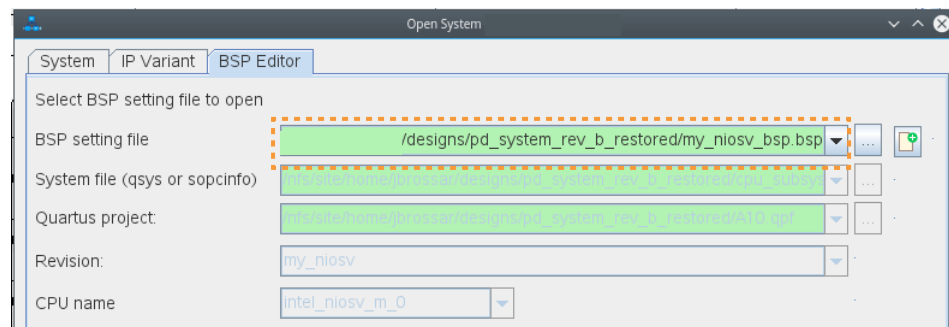 Open System
System IP Variant BSP Editor
Select BSP setting file to open
BSP setting file /designs/pd_system_rev_b_restored/my_niosv_bsp.bsp ...
System file (qsys or sopcinfo) /nfs/site/home/jbrossar/designs/pd_system_rev_b_restored/cpu_subsys ...
Quartus project: /nfs/site/home/jbrossar/designs/pd_system_rev_b_restored/A10.qpf ...
Revision: my_niosv
CPU name intel_niosv_m_0